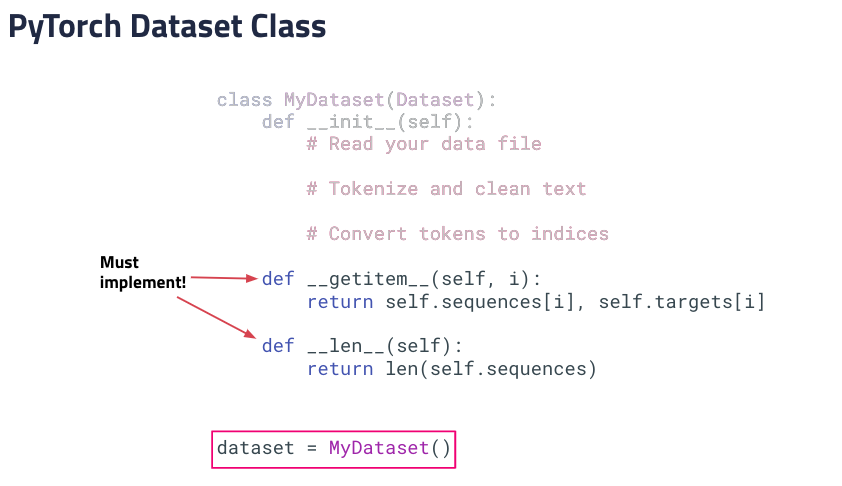 PyTorch Dataset Class
class MyDataset(Dataset):
    def __init__(self):
        # Read your data file
        # Tokenize and clean text
        # Convert tokens to indices
Must
implement!
    def __getitem__(self, i):
        return self.sequences[i], self.targets[i]
    def __len__(self):
        return len(self.sequences)
dataset = MyDataset()